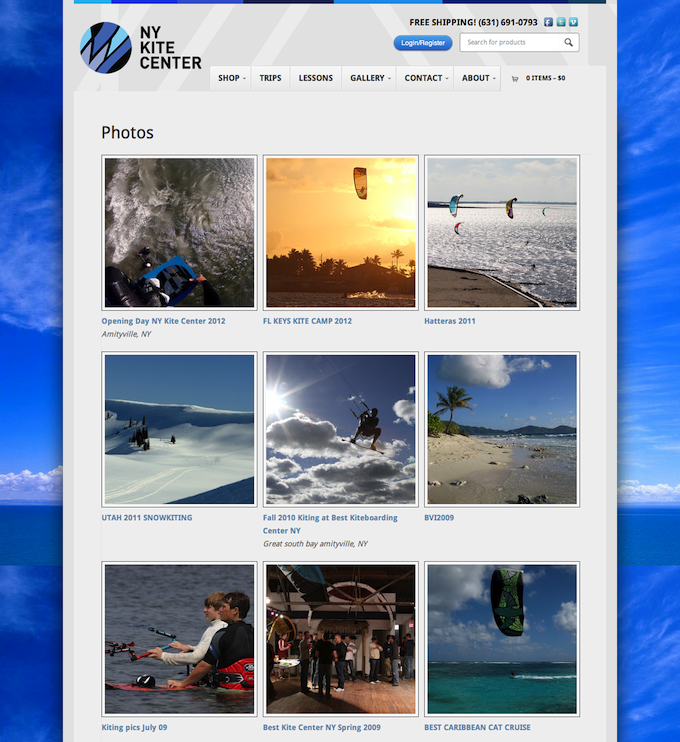 FREE SHIPPING! (631) 691-0793
NY
KITE
CENTER
Login/Register
Search for products
SHOP
TRIPS
LESSONS
GALLERY
CONTACT
ABOUT
0 ITEMS – $0
Photos
Opening Day NY Kite Center 2012
Amityville, NY
FL KEYS KITE CAMP 2012
Hatteras 2011
UTAH 2011 SNOWKITING
Fall 2010 Kiting at Best Kiteboarding
Center NY
Great south bay amityville, NY
BVI2009
Kiting pics July 09
Best Kite Center NY Spring 2009
BEST CARIBBEAN CAT CRUISE